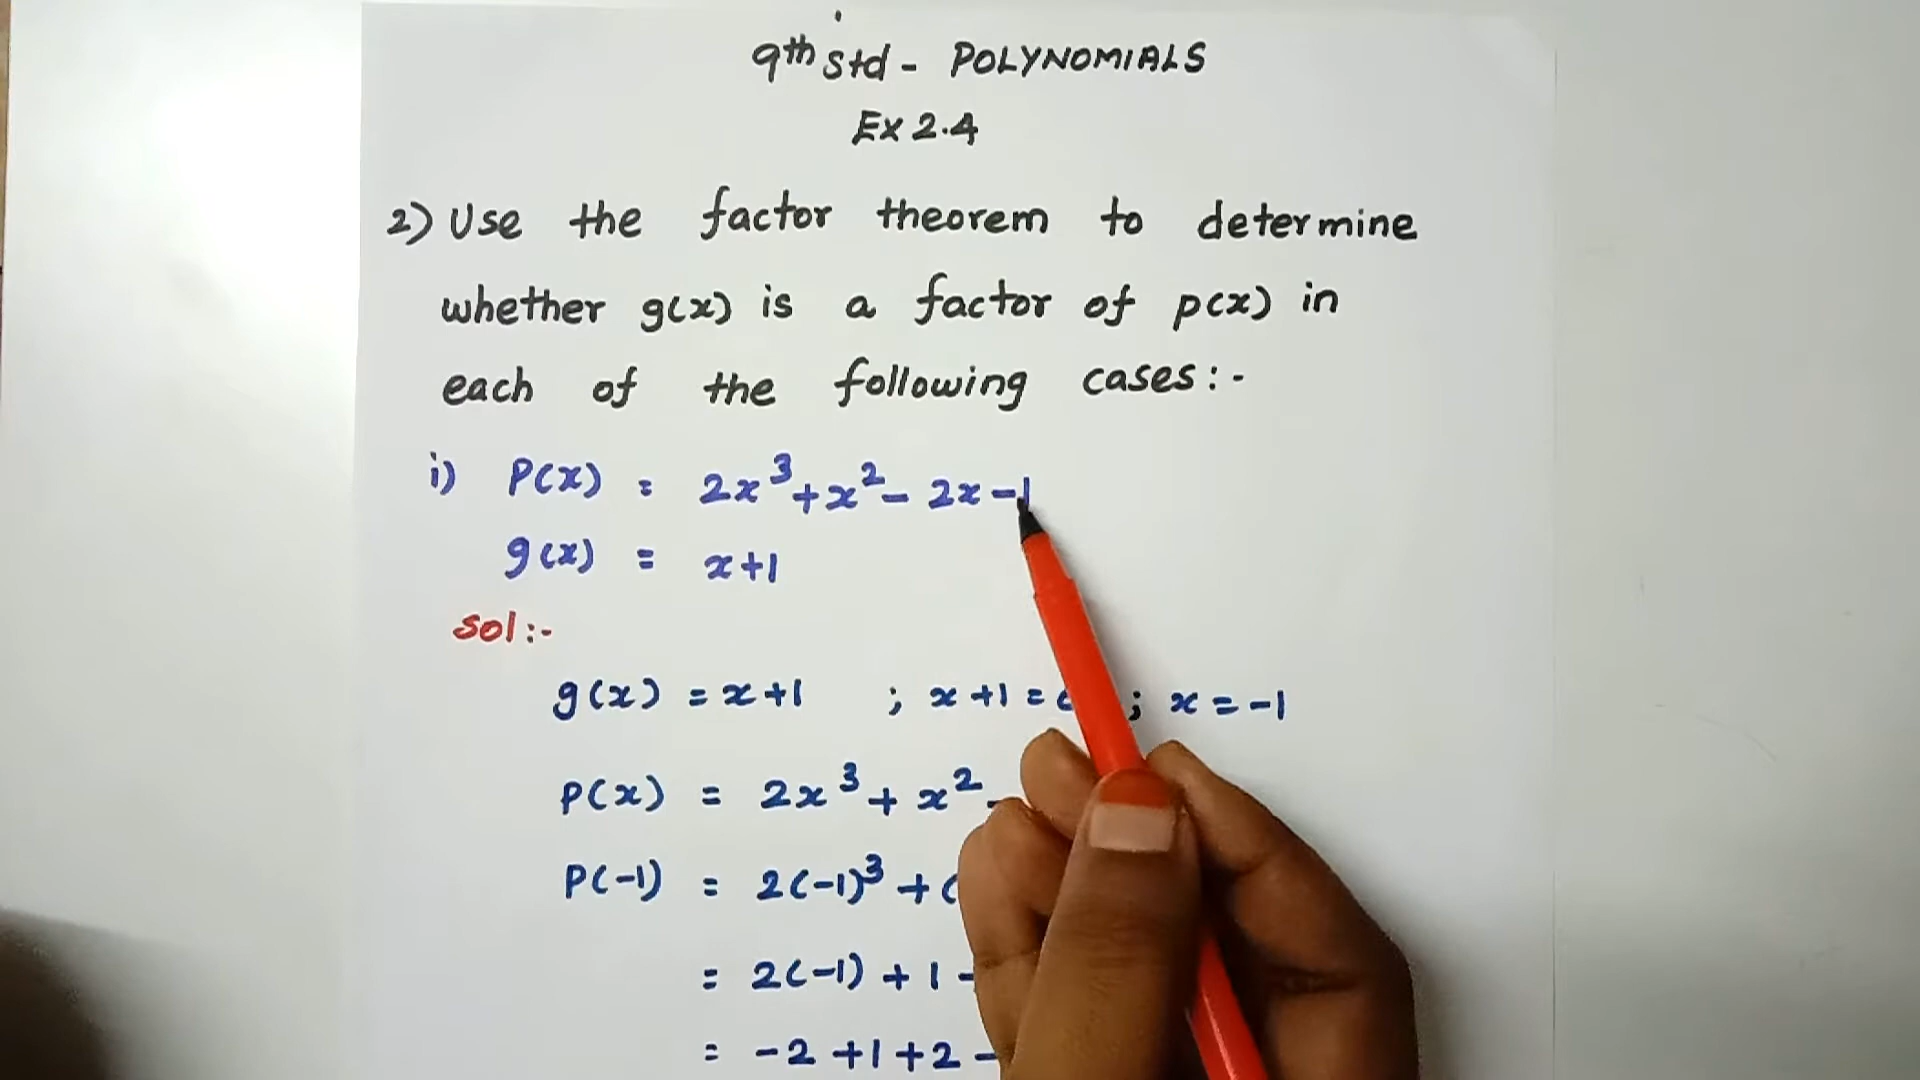 9th Std - POLYNOMIALS
Ex 2.4
2) Use the factor theorem to determine
whether g(x) is a factor of p(x) in
each of the following cases:-
i) P(x) = 2x³+x²- 2x-1
g(x) = x+1
Sol:-
g(x) = x+1 ; x+1 = ; x = -1
P(x) = 2x³ + x² -
P(-1) = 2(-1)³ + (
= 2(-1) + 1 -
= -2 +1+2 -